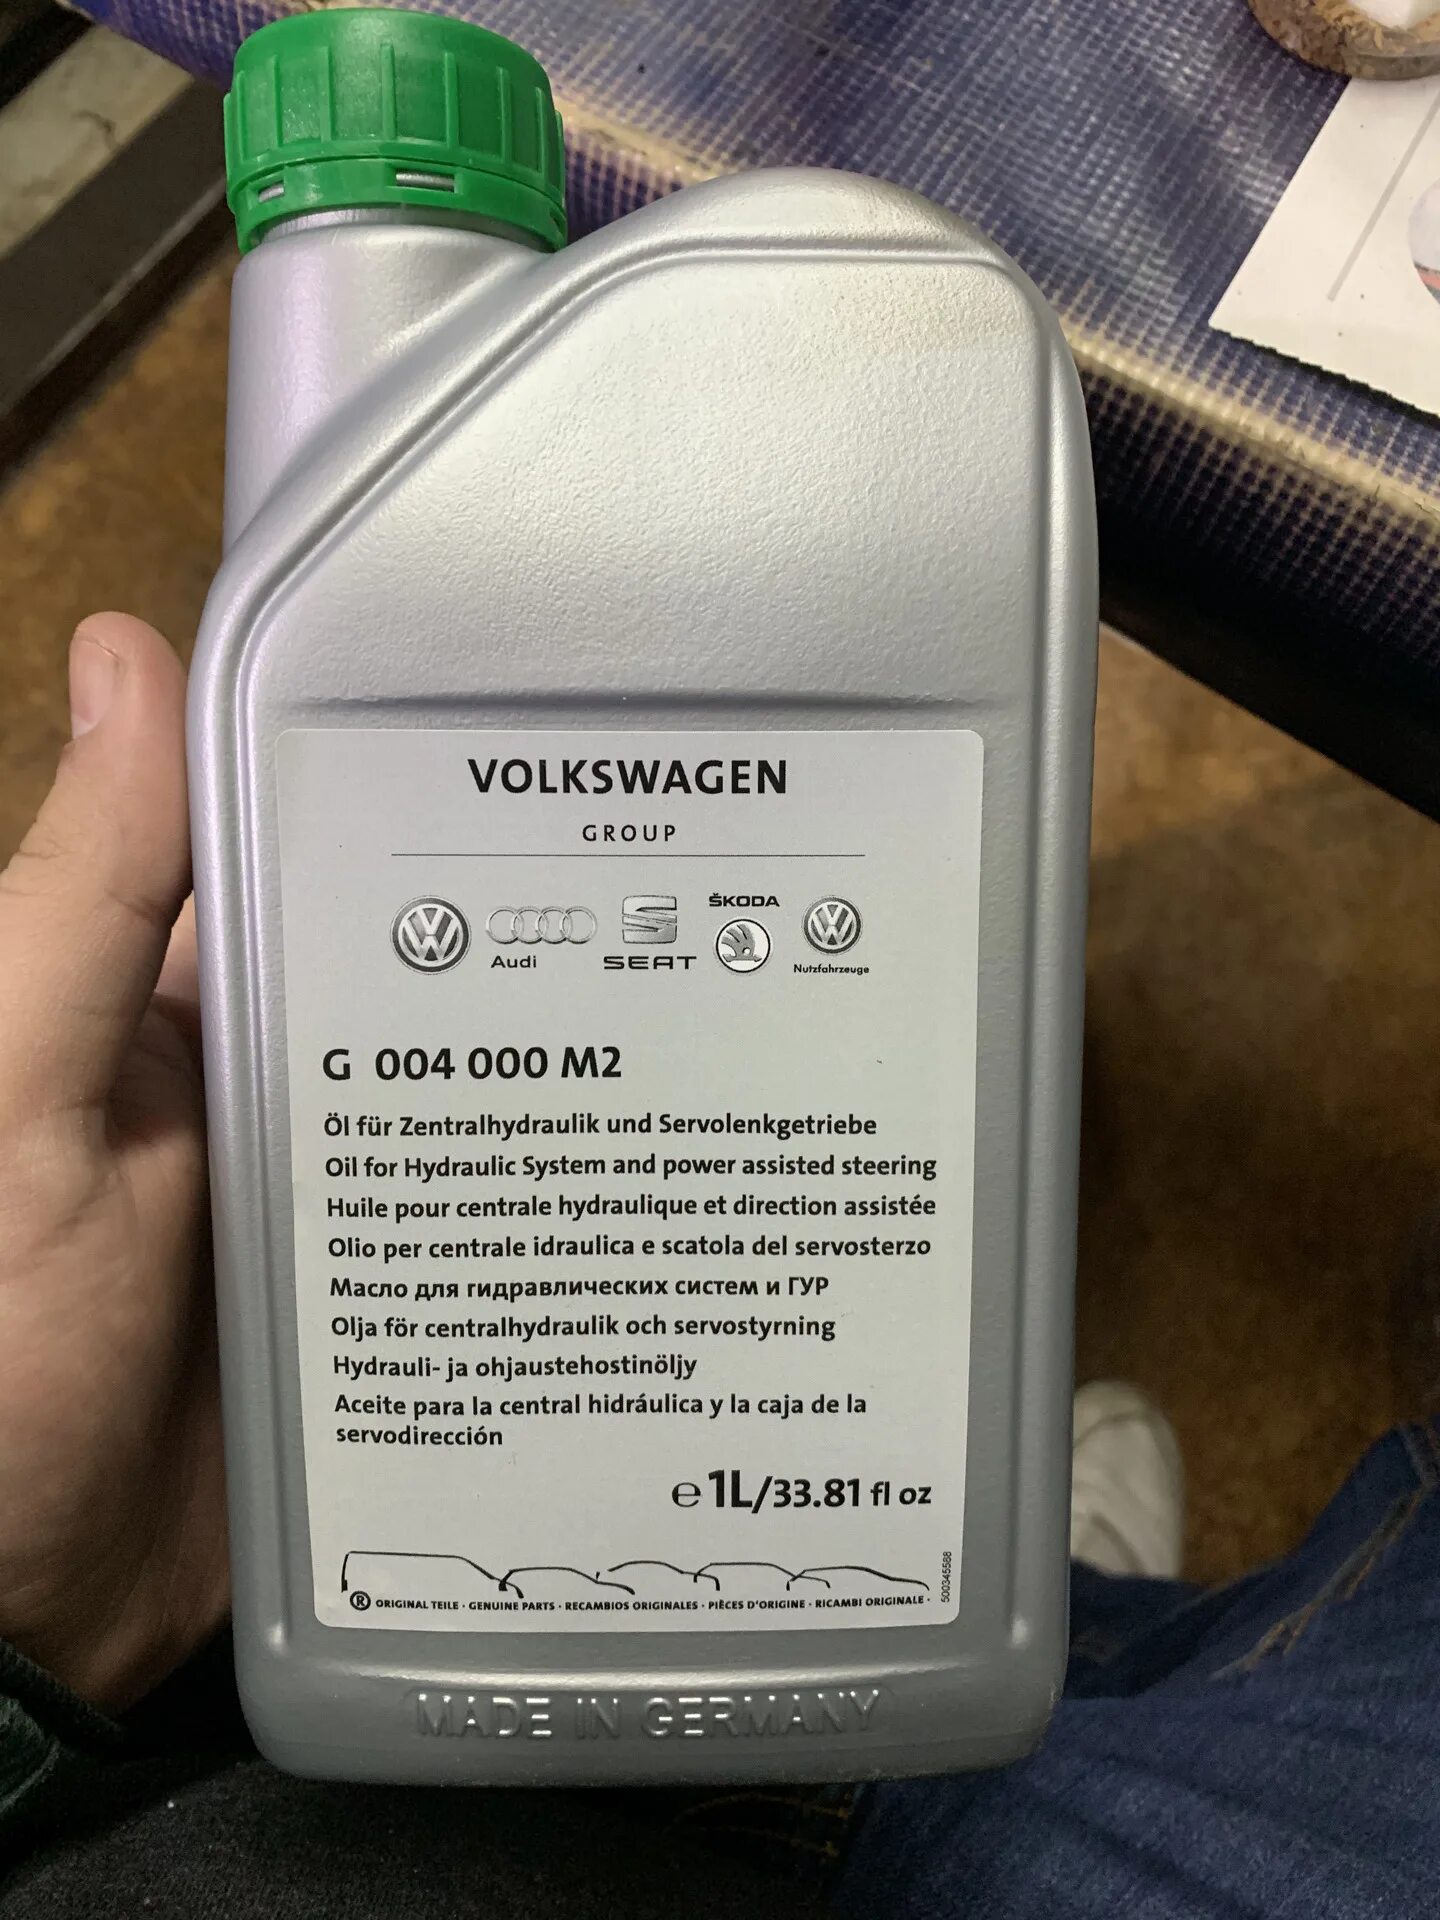 VOLKSWAGEN
GROUP
Audi
SEAT
ŠKODA
Nutzfahrzeuge
G 004 000 M2
Öl für Zentralhydraulik und Servolenkgetriebe
Oil for Hydraulic System and power assisted steering
Huile pour centrale hydraulique et direction assistée
Olio per centrale idraulica e scatola del servosterzo
Масло для гидравлических систем и ГУР
Olja för centralhydraulik och servostyrning
Hydrauli- ja ohjaustehostinöljy
Aceite para la central hidráulica y la caja de la
servodirección
℮ 1L/33.81 fl oz
® ORIGINAL TEILE · GENUINE PARTS · RECAMBIOS ORIGINALES · PIÈCES D'ORIGINE · RICAMBI ORIGINALE ·
500345568
MADE IN GERMANY